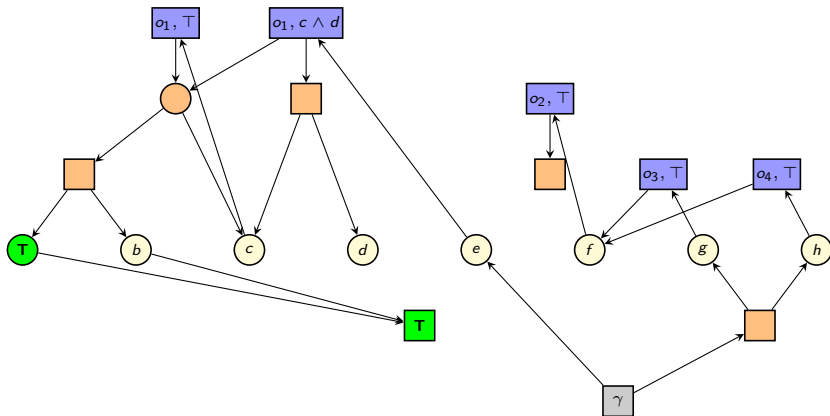 o₁, ⊤
o₁, c ∧ d
o₂, ⊤
o₃, ⊤
o₄, ⊤
T
b
c
d
e
f
g
h
T
γ